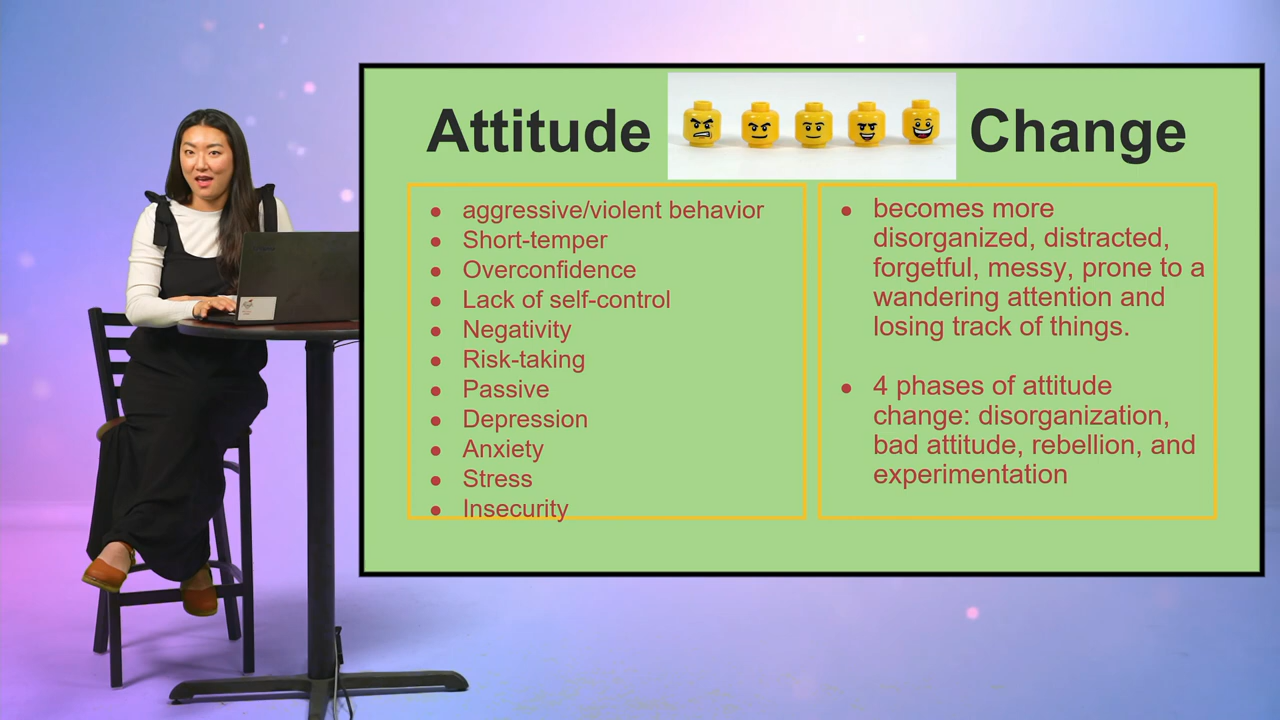 Attitude Change
aggressive/violent behavior
Short-temper
Overconfidence
Lack of self-control
Negativity
Risk-taking
Passive
Depression
Anxiety
Stress
Insecurity
becomes more
disorganized, distracted,
forgetful, messy, prone to a
wandering attention and
losing track of things.
4 phases of attitude
change: disorganization,
bad attitude, rebellion, and
experimentation